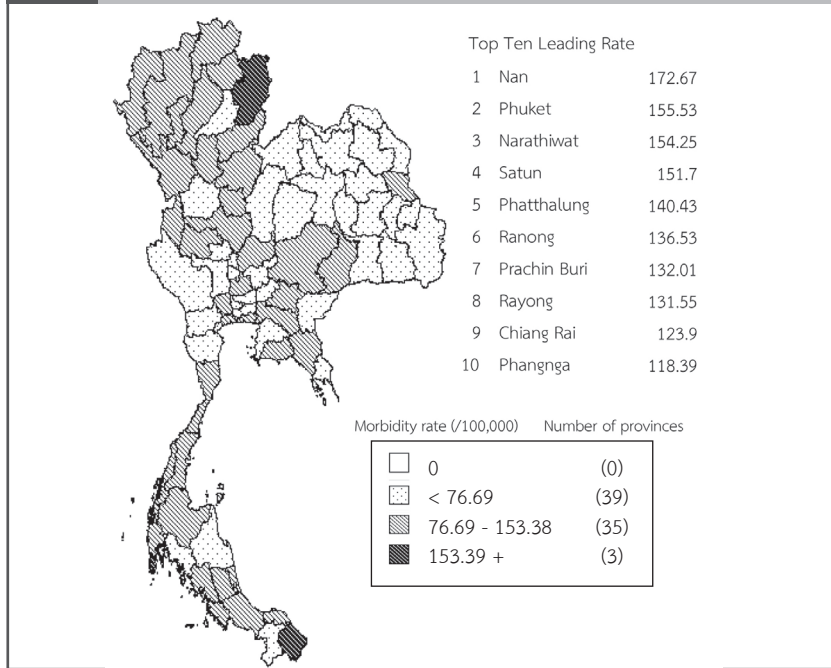 Top Ten Leading Rate
1 Nan 172.67
2 Phuket 155.53
3 Narathiwat 154.25
4 Satun 151.7
5 Phatthalung 140.43
6 Ranong 136.53
7 Prachin Buri 132.01
8 Rayong 131.55
9 Chiang Rai 123.9
10 Phangnga 118.39
Morbidity rate (/100,000) Number of provinces
0 (0)
< 76.69 (39)
76.69 - 153.38 (35)
153.39 + (3)